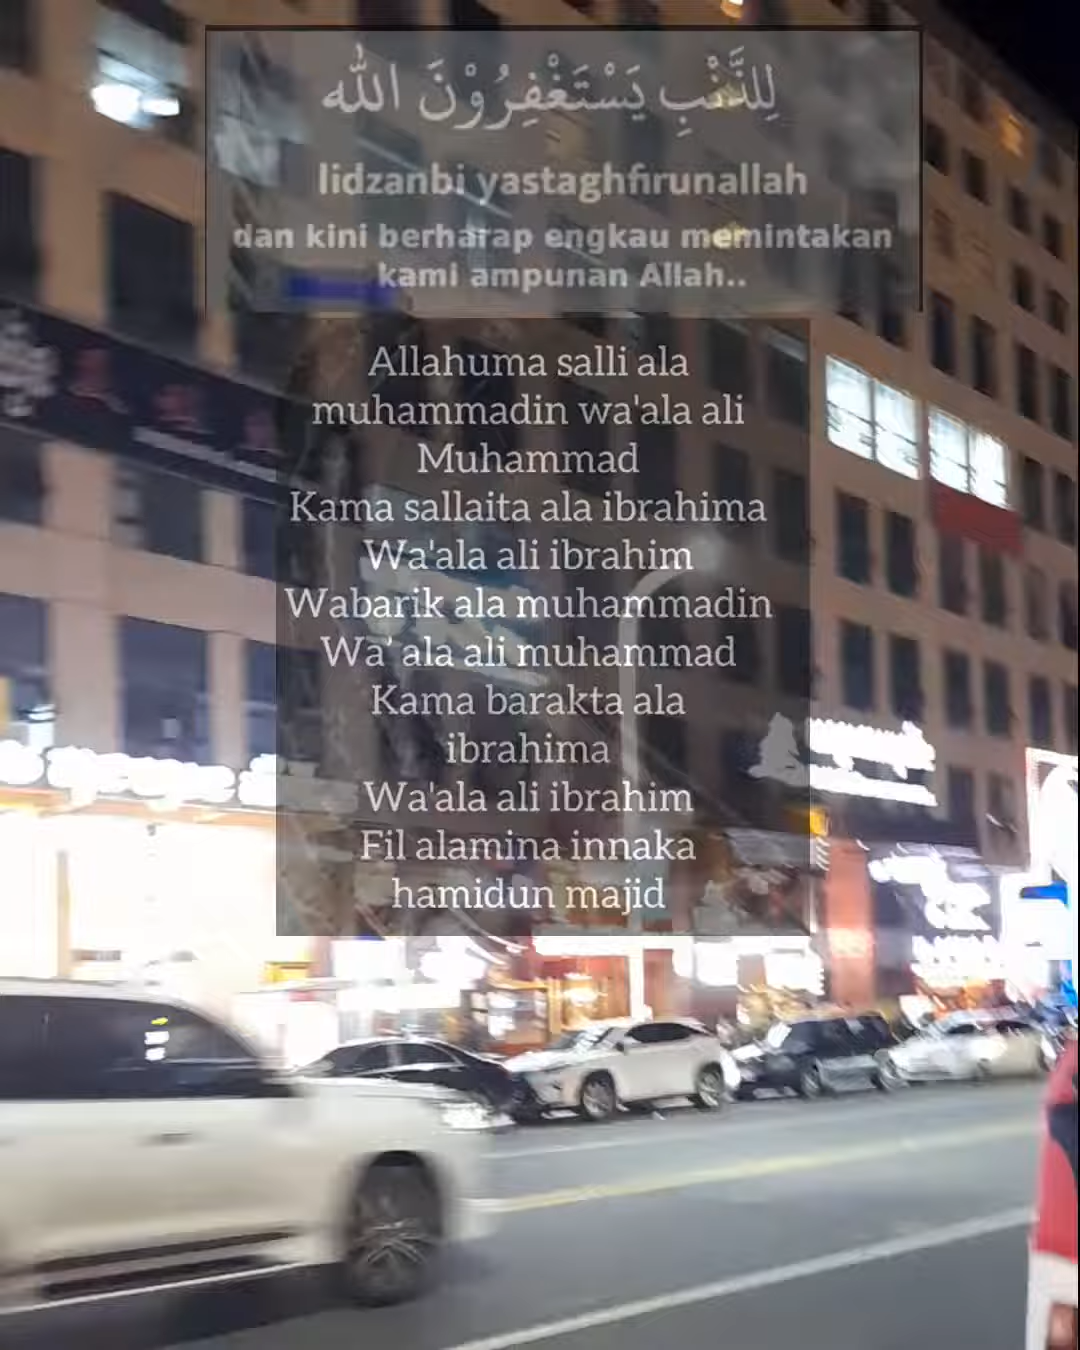 لِلذَّنْبِ يَسْتَغْفِرُوْنَ الله
lidzanbi yastaghfirunallah
dan kini berharap engkau memintakan
kami ampunan Allah..
Allahuma salli ala
muhammadin wa'ala ali
Muhammad
Kama sallaita ala ibrahima
Wa'ala ali ibrahim
Wabarik ala muhammadin
Wa' ala ali muhammad
Kama barakta ala
ibrahima
Wa'ala ali ibrahim
Fil alamina innaka
hamidun majid